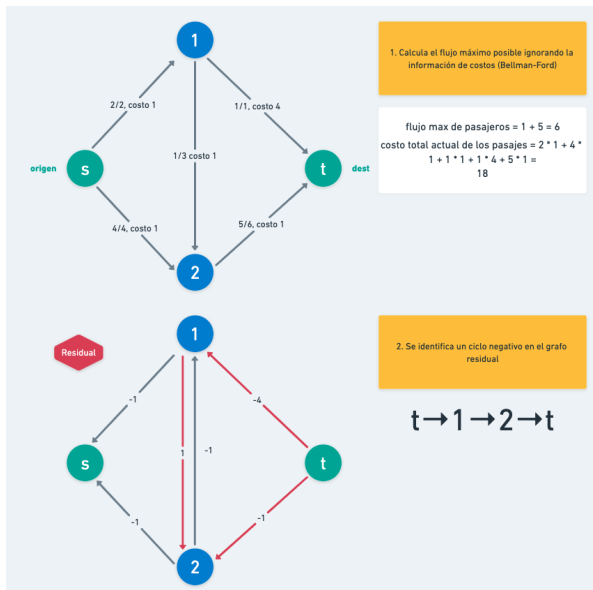 1
1. Calcula el flujo máximo posible ignorando la
información de costos (Bellman-Ford)
2/2, costo 1
1/1, costo 4
flujo max de pasajeros = 1 + 5 = 6
costo total actual de los pasajes = 2 * 1 + 4 *
1 + 1 * 1 + 1 * 4 + 5 * 1 =
18
1/3 costo 1
origen
s
t
dest
4/4, costo 1
5/6, costo 1
2
1
Residual
2. Se identifica un ciclo negativo en el grafo
residual
-1
-4
t→1→2→t
1
-1
s
t
-1
-1
2